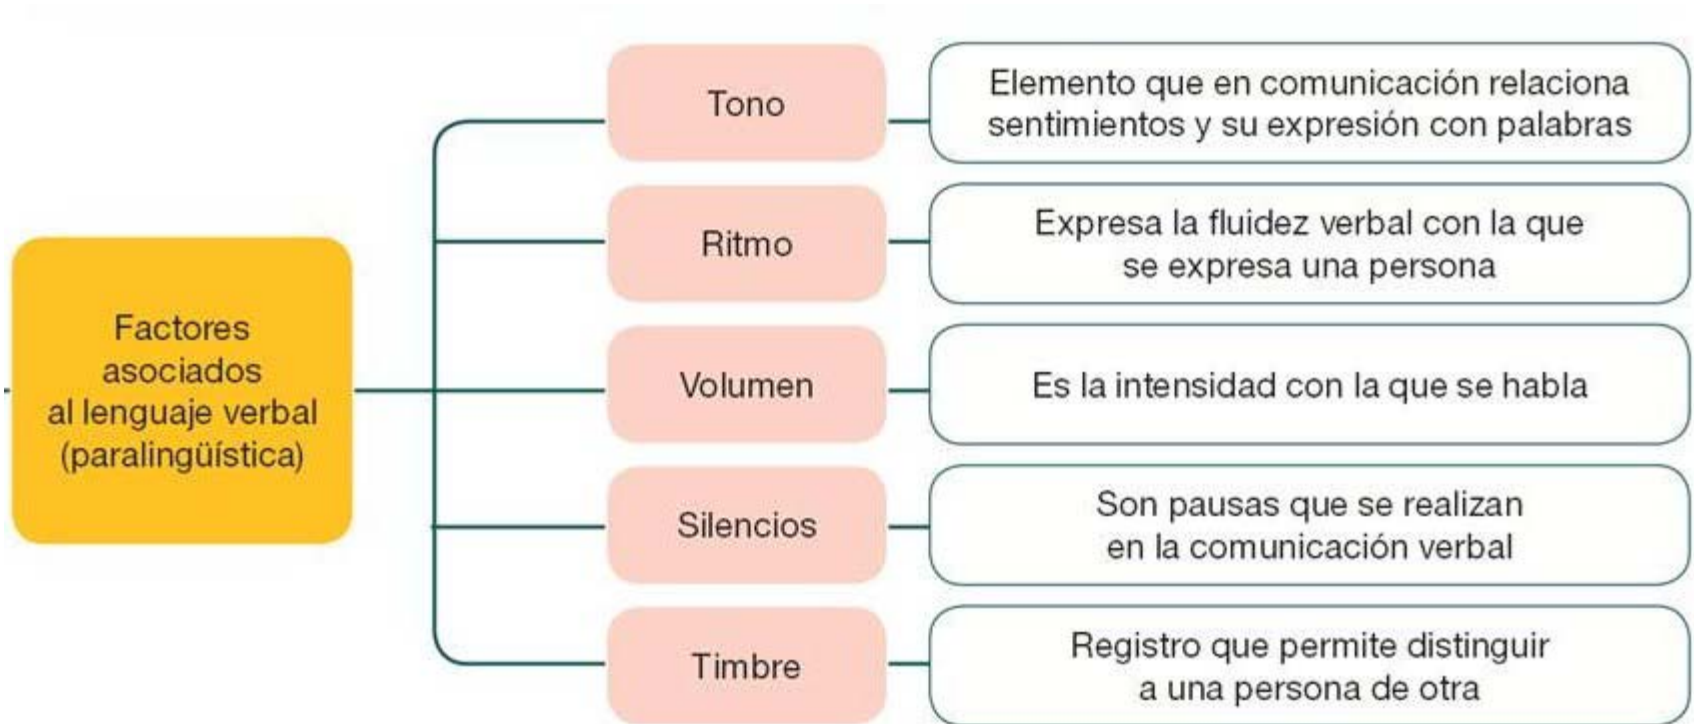 Factores
asociados
al lenguaje verbal
(paralingüística)
Tono
Elemento que en comunicación relaciona
sentimientos y su expresión con palabras
Ritmo
Expresa la fluidez verbal con la que
se expresa una persona
Volumen
Es la intensidad con la que se habla
Silencios
Son pausas que se realizan
en la comunicación verbal
Timbre
Registro que permite distinguir
a una persona de otra